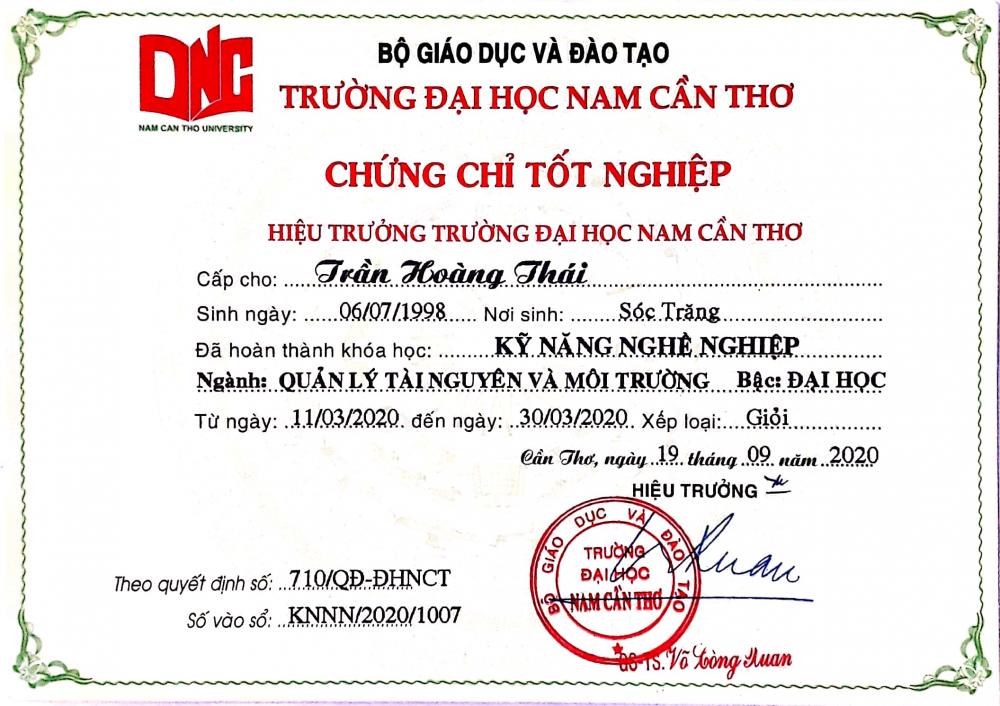 DNC
NAM CAN THO UNIVERSITY
BỘ GIÁO DỤC VÀ ĐÀO TẠO
TRƯỜNG ĐẠI HỌC NAM CẦN THƠ
CHỨNG CHỈ TỐT NGHIỆP
HIỆU TRƯỞNG TRƯỜNG ĐẠI HỌC NAM CẦN THƠ
Cấp cho: Trần Hoàng Thái
Sinh ngày: 06/07/1998 Nơi sinh: Sóc Trăng
Đã hoàn thành khóa học: KỸ NĂNG NGHỀ NGHIỆP
Ngành: QUẢN LÝ TÀI NGUYÊN VÀ MÔI TRƯỜNG Bậc: ĐẠI HỌC
Từ ngày: 11/03/2020 đến ngày: 30/03/2020 Xếp loại: Giỏi
Cần Thơ, ngày 19 tháng 09 năm 2020
HIỆU TRƯỞNG
BỘ GIÁO DỤC VÀ ĐÀO TẠO
TRƯỜNG
ĐẠI HỌC
NAM CẦN THƠ
Xuan
Theo quyết định số: 710/QĐ-ĐHNCT
Số vào sổ: KNNN/2020/1007
GS-TS. Võ Tòng Xuan